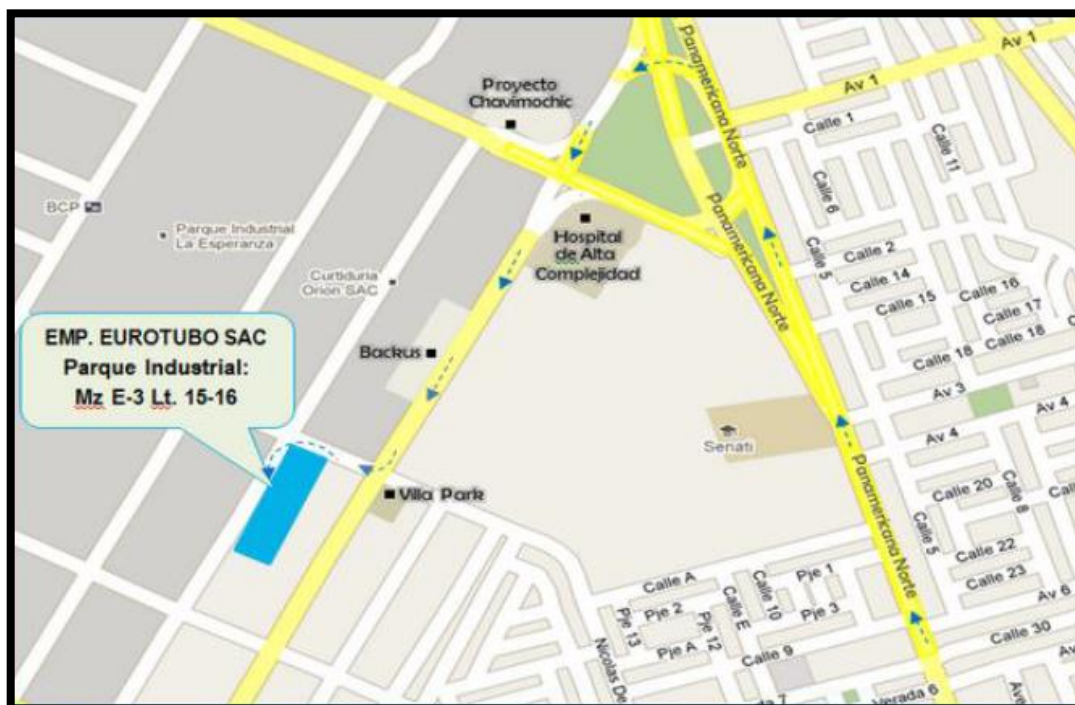 Panamericana Norte
Av 1
Av 1
Proyecto
Chavimochic
Calle 1
Calle 11
Calle 6
BCP
Parque Industrial
La Esperanza
Hospital
de Alta
Complejidad
Panamericana Norte
Calle 5
Calle 2
Calle 14
Calle 15
Calle 16
Calle 17
Calle 18
Calle 18
Curtiduria
Orion SAC
EMP. EUROTUBO SAC
Parque Industrial:
Mz E-3 Lt. 15-16
Backus
Av 3
Av 4
Av 4
Senati
Villa Park
Panamericana Norte
Calle 20
Calle 8
Calle 5
Calle 22
Calle 23
Calle A
Pje 1
Calle 10
Pje 2
Calle E
Pje 3
Pje 13
Pje 12
Pje A
Calle 9
Av 6
Calle 30
Nicolas De
Verada 6